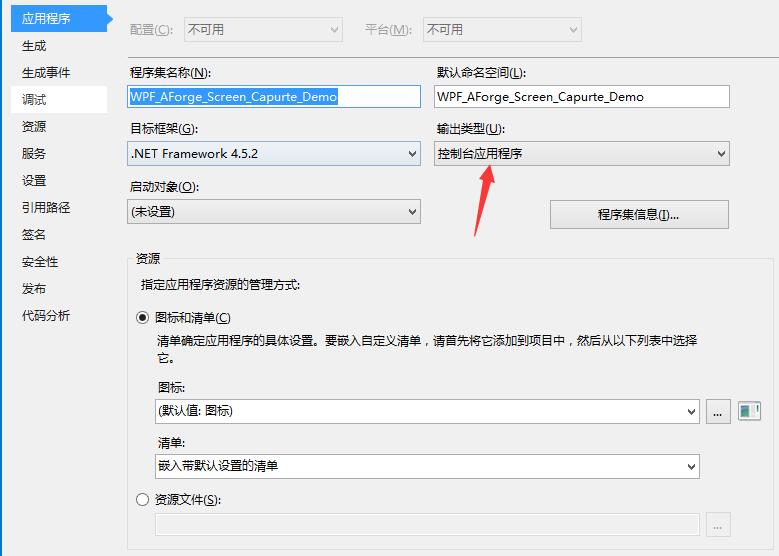 应用程序
生成
生成事件
调试
资源
服务
设置
引用路径
签名
安全性
发布
代码分析
配置(C): 不可用 平台(M): 不可用
程序集名称(N): 默认命名空间(L):
WPF_AForge_Screen_Capurte_Demo WPF_AForge_Screen_Capurte_Demo
目标框架(G): 输出类型(U):
.NET Framework 4.5.2 控制台应用程序
启动对象(O):
(未设置) 程序集信息(I)...
资源
指定应用程序资源的管理方式:
图标和清单(C)
清单确定应用程序的具体设置。要嵌入自定义清单，请首先将它添加到项目中，然后从以下列表中选择
它。
图标:
(默认值: 图标) ...
清单:
嵌入带默认设置的清单
资源文件(S):
...